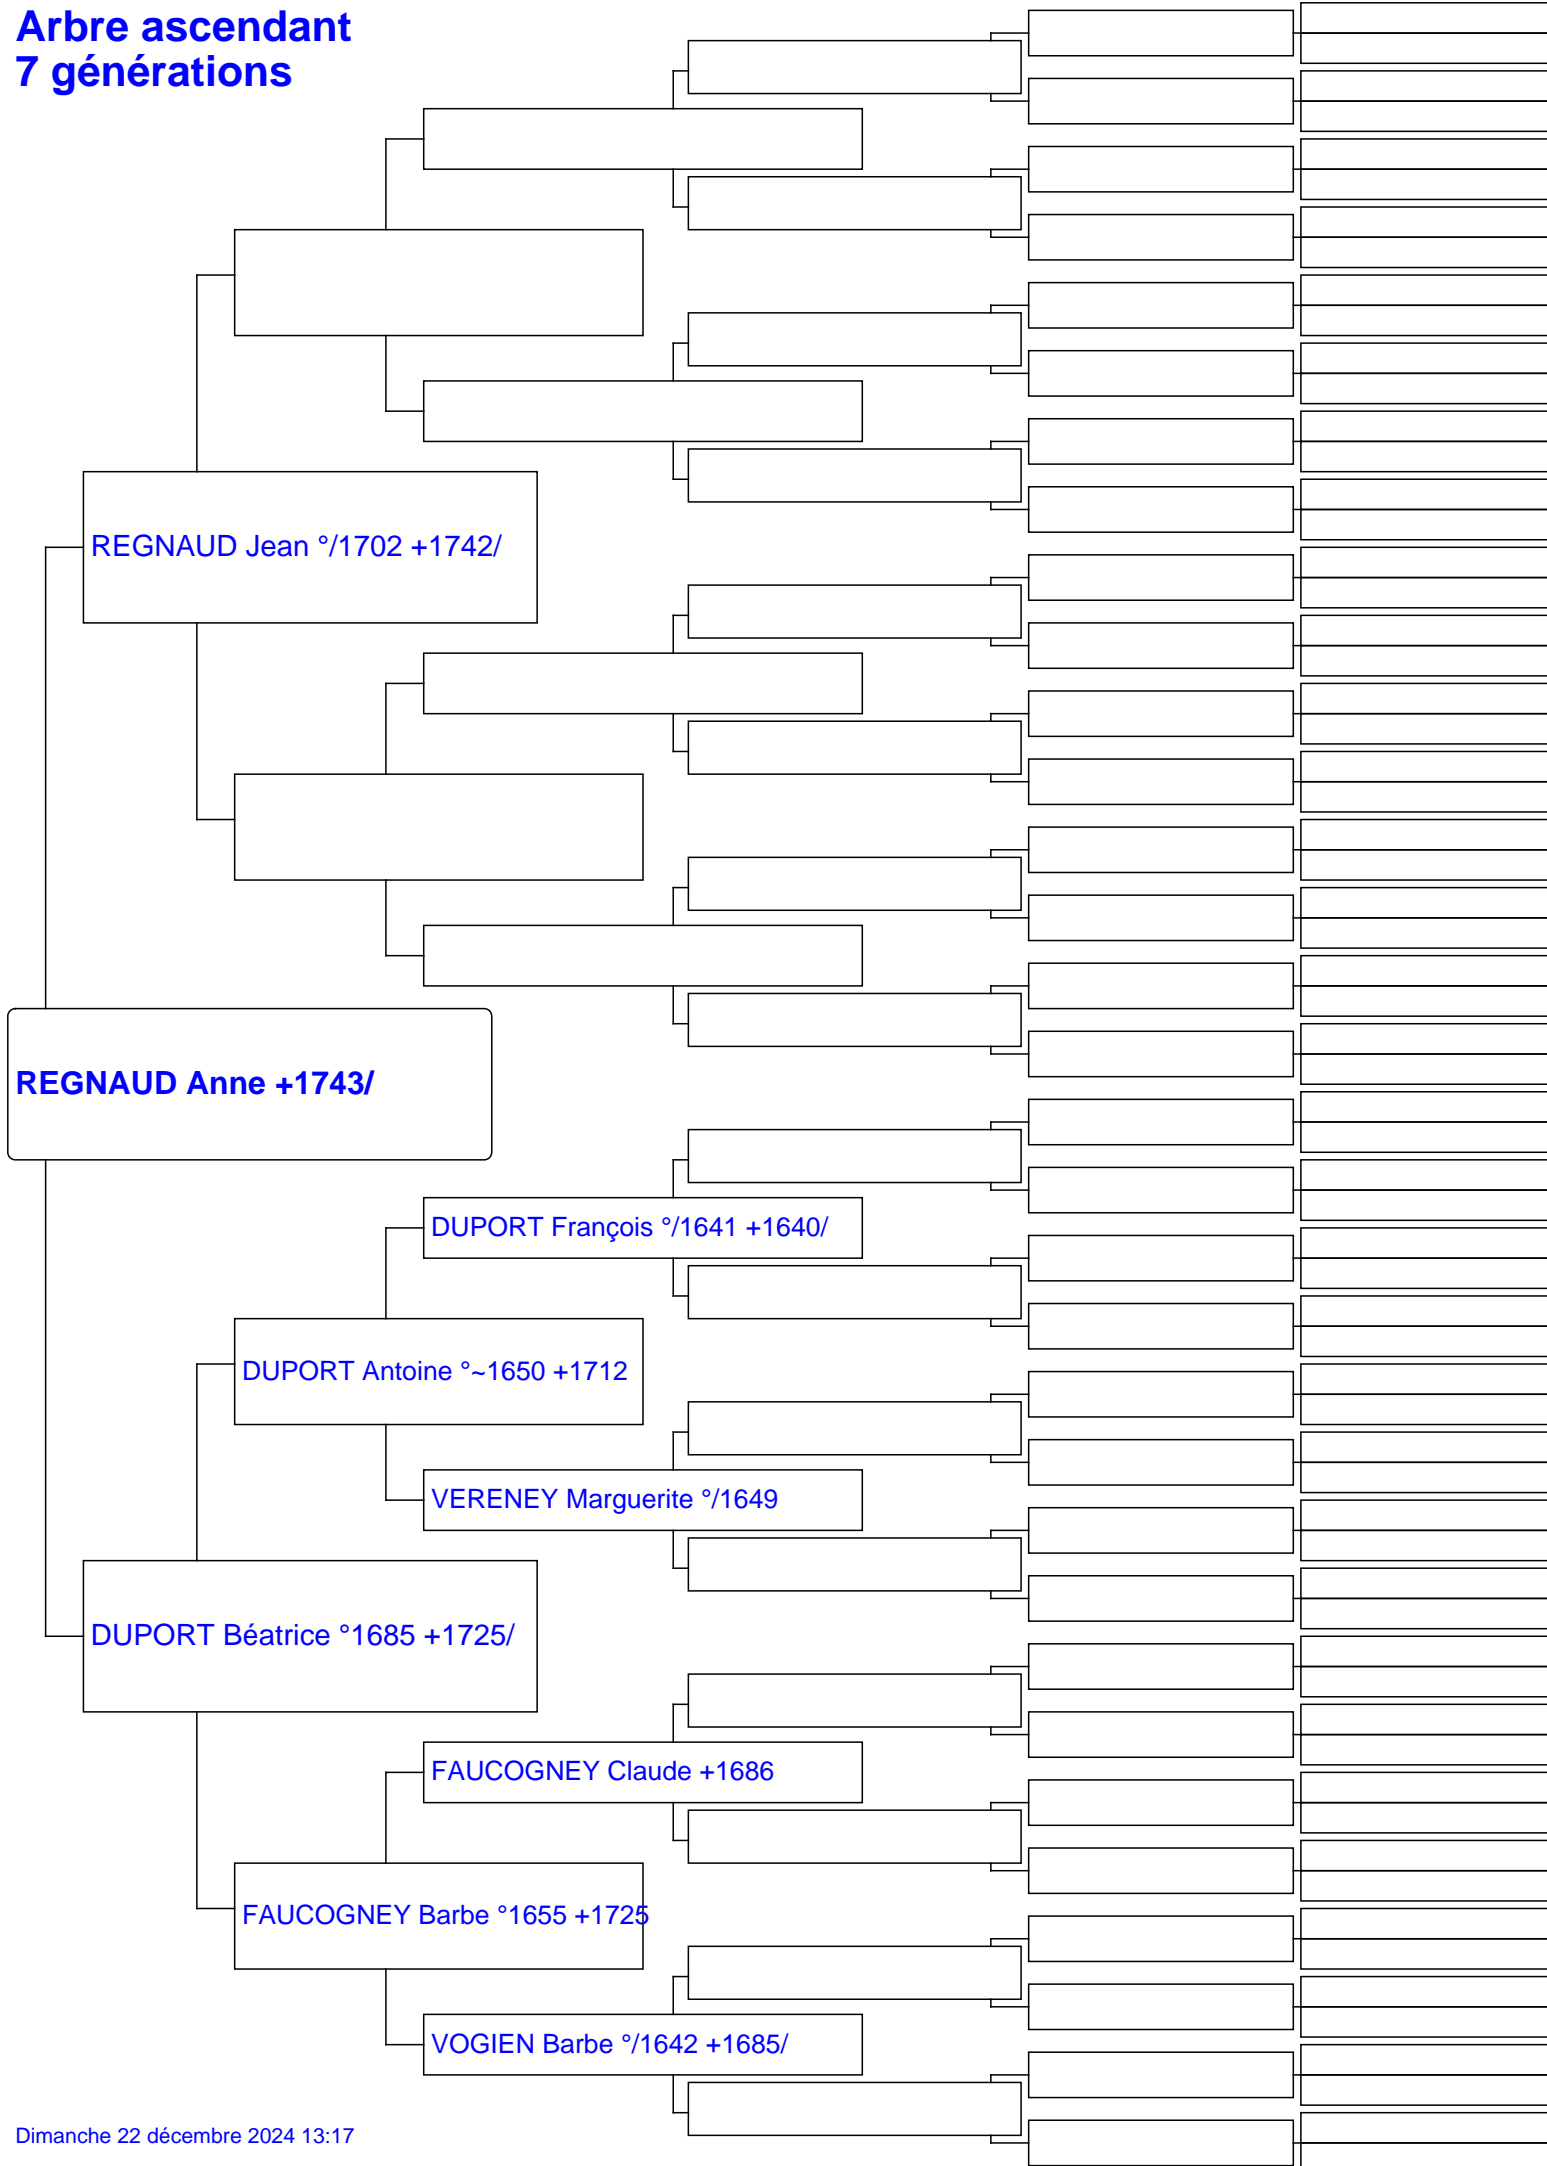 Arbre ascendant
7 générations
REGNAUD Jean °/1702 +1742/
REGNAUD Anne +1743/
DUPORT François °/1641 +1640/
DUPORT Antoine °~1650 +1712
VERENEY Marguerite °/1649
DUPORT Béatrice °1685 +1725/
FAUCOGNEY Claude +1686
FAUCOGNEY Barbe °1655 +1725
VOGIEN Barbe °/1642 +1685/
Dimanche 22 décembre 2024 13:17